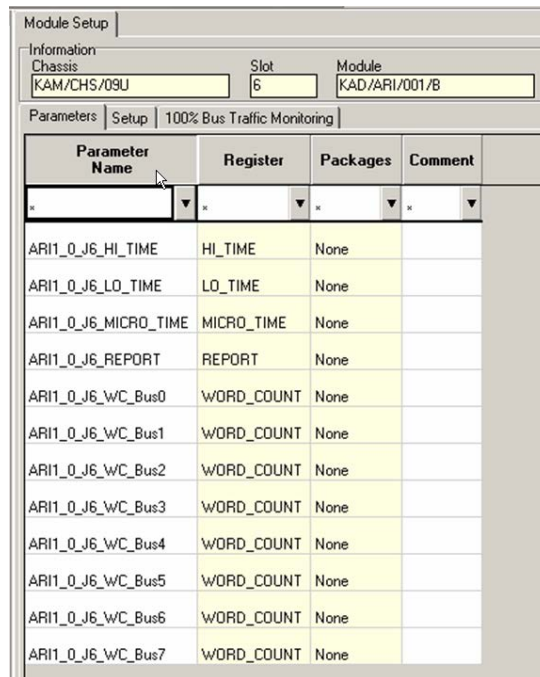 Module Setup
Information
Chassis Slot Module
KAM/CHS/09U 6 KAD/ARI/001/B
Parameters Setup 100% Bus Traffic Monitoring
Parameter Name Register Packages Comment
* * * *
ARI1_0_J6_HI_TIME HI_TIME None
ARI1_0_J6_LO_TIME LO_TIME None
ARI1_0_J6_MICRO_TIME MICRO_TIME None
ARI1_0_J6_REPORT REPORT None
ARI1_0_J6_WC_Bus0 WORD_COUNT None
ARI1_0_J6_WC_Bus1 WORD_COUNT None
ARI1_0_J6_WC_Bus2 WORD_COUNT None
ARI1_0_J6_WC_Bus3 WORD_COUNT None
ARI1_0_J6_WC_Bus4 WORD_COUNT None
ARI1_0_J6_WC_Bus5 WORD_COUNT None
ARI1_0_J6_WC_Bus6 WORD_COUNT None
ARI1_0_J6_WC_Bus7 WORD_COUNT None